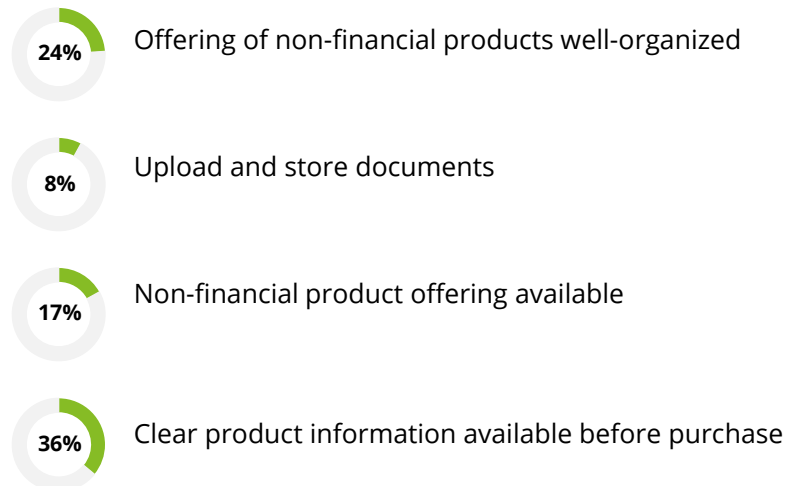 24%
Offering of non-financial products well-organized
8%
Upload and store documents
17%
Non-financial product offering available
36%
Clear product information available before purchase